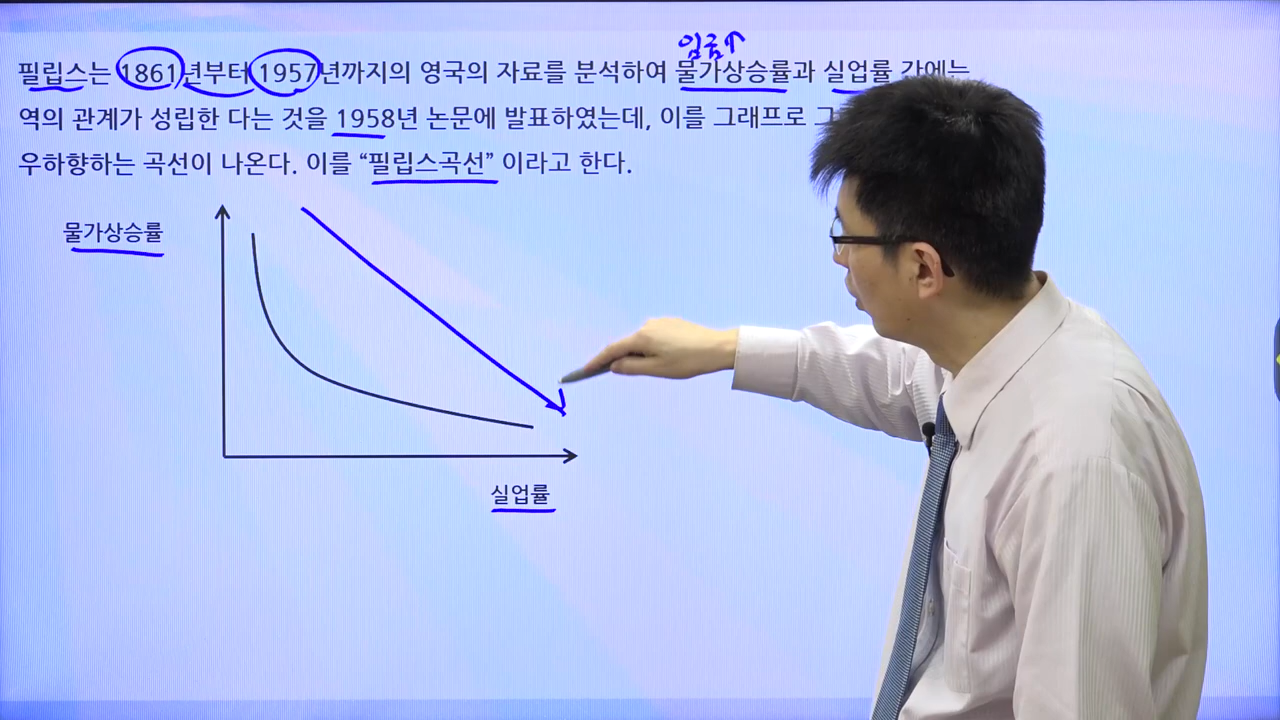 임금↑
필립스는 1861년부터 1957년까지의 영국의 자료를 분석하여 물가상승률과 실업률 간에는
역의 관계가 성립한 다는 것을 1958년 논문에 발표하였는데, 이를 그래프로
우하향하는 곡선이 나온다. 이를 “필립스곡선” 이라고 한다.
물가상승률
실업률